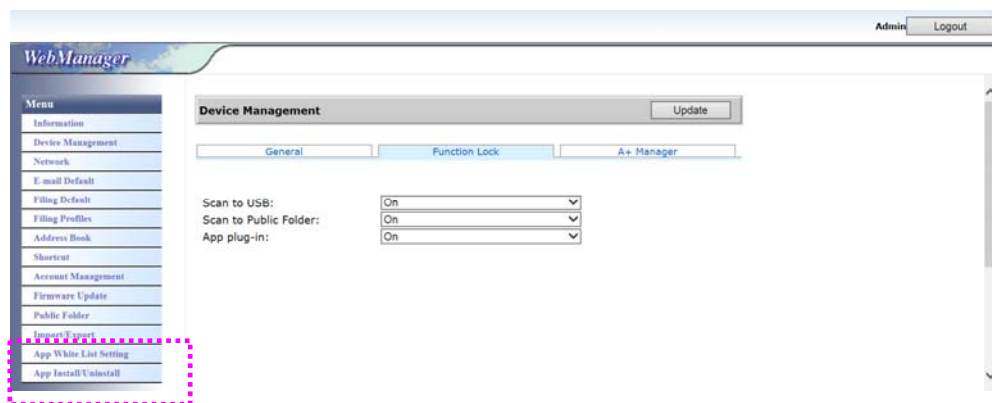 Admin Logout
WebManager
Menu
Information
Device Management
Network
E-mail Default
Filing Default
Filing Profiles
Address Book
Shortcut
Account Management
Firmware Update
Public Folder
Import/Export
App White List Setting
App Install/Uninstall
Device Management Update
General Function Lock A+ Manager
Scan to USB: On
Scan to Public Folder: On
App plug-in: On